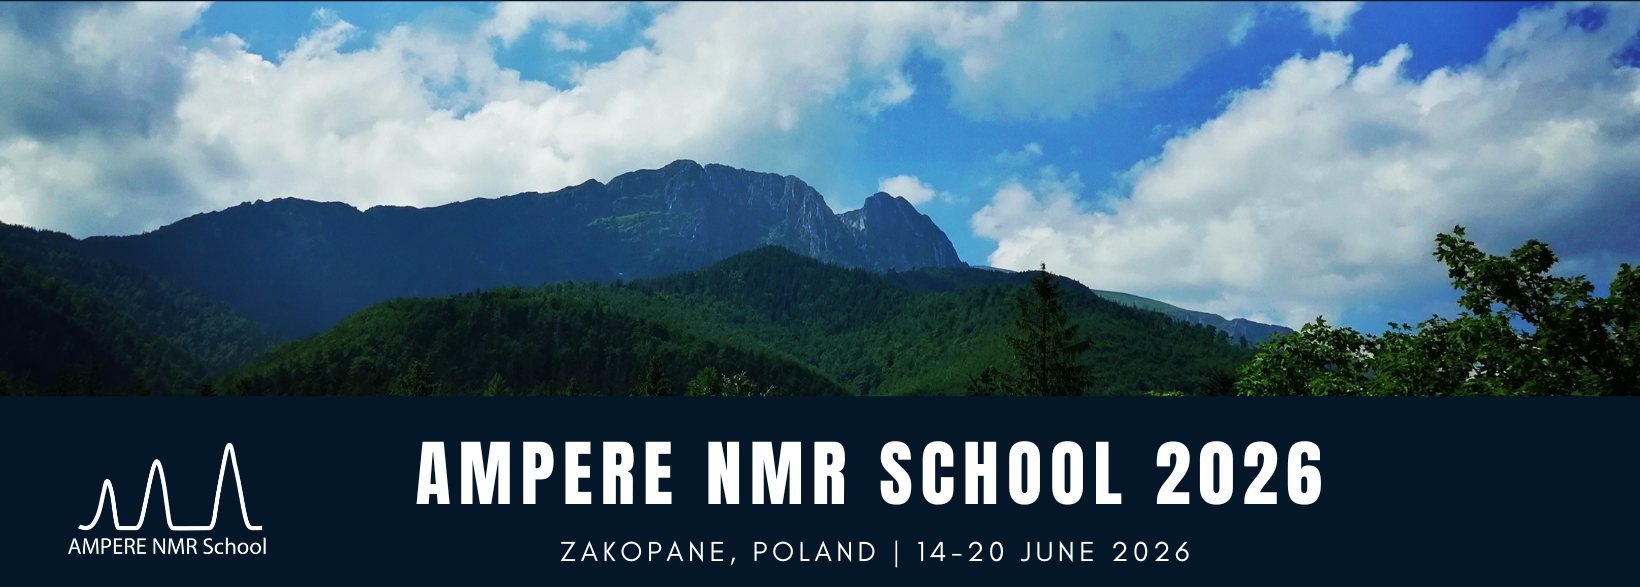 AMPERE NMR SCHOOL 2026
AMPERE NMR School
ZAKOPANE, POLAND | 14-20 JUNE 2026